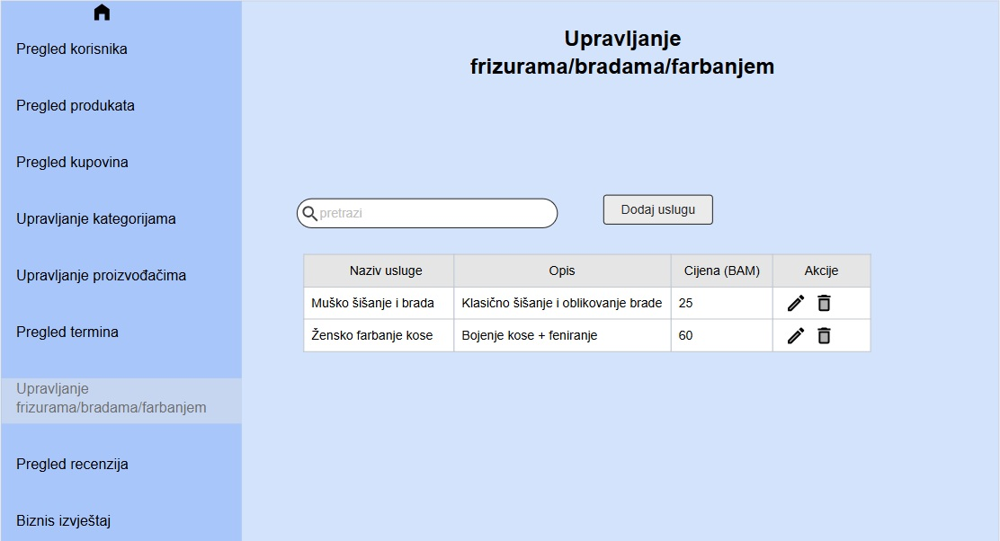 Pregled korisnika
Pregled produkata
Pregled kupovina
Upravljanje kategorijama
Upravljanje proizvođačima
Pregled termina
Upravljanje
frizurama/bradama/farbanjem
Pregled recenzija
Biznis izvještaj
Upravljanje
frizurama/bradama/farbanjem
pretrazi
Dodaj uslugu
Naziv usluge Opis Cijena (BAM) Akcije
Muško šišanje i brada Klasično šišanje i oblikovanje brade 25
Žensko farbanje kose Bojenje kose + feniranje 60